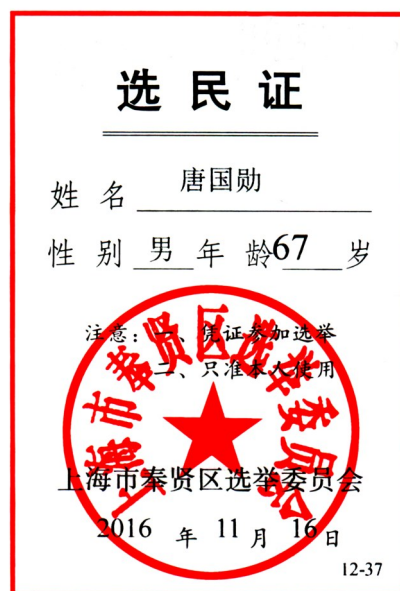 选民证
姓名 唐国勋
性别 男 年龄 67 岁
注意：一、凭证参加选举
二、只准本人使用
上海市奉贤区选举委员会
上海市奉贤区选举委员会
2016 年 11 月 16 日
12-37